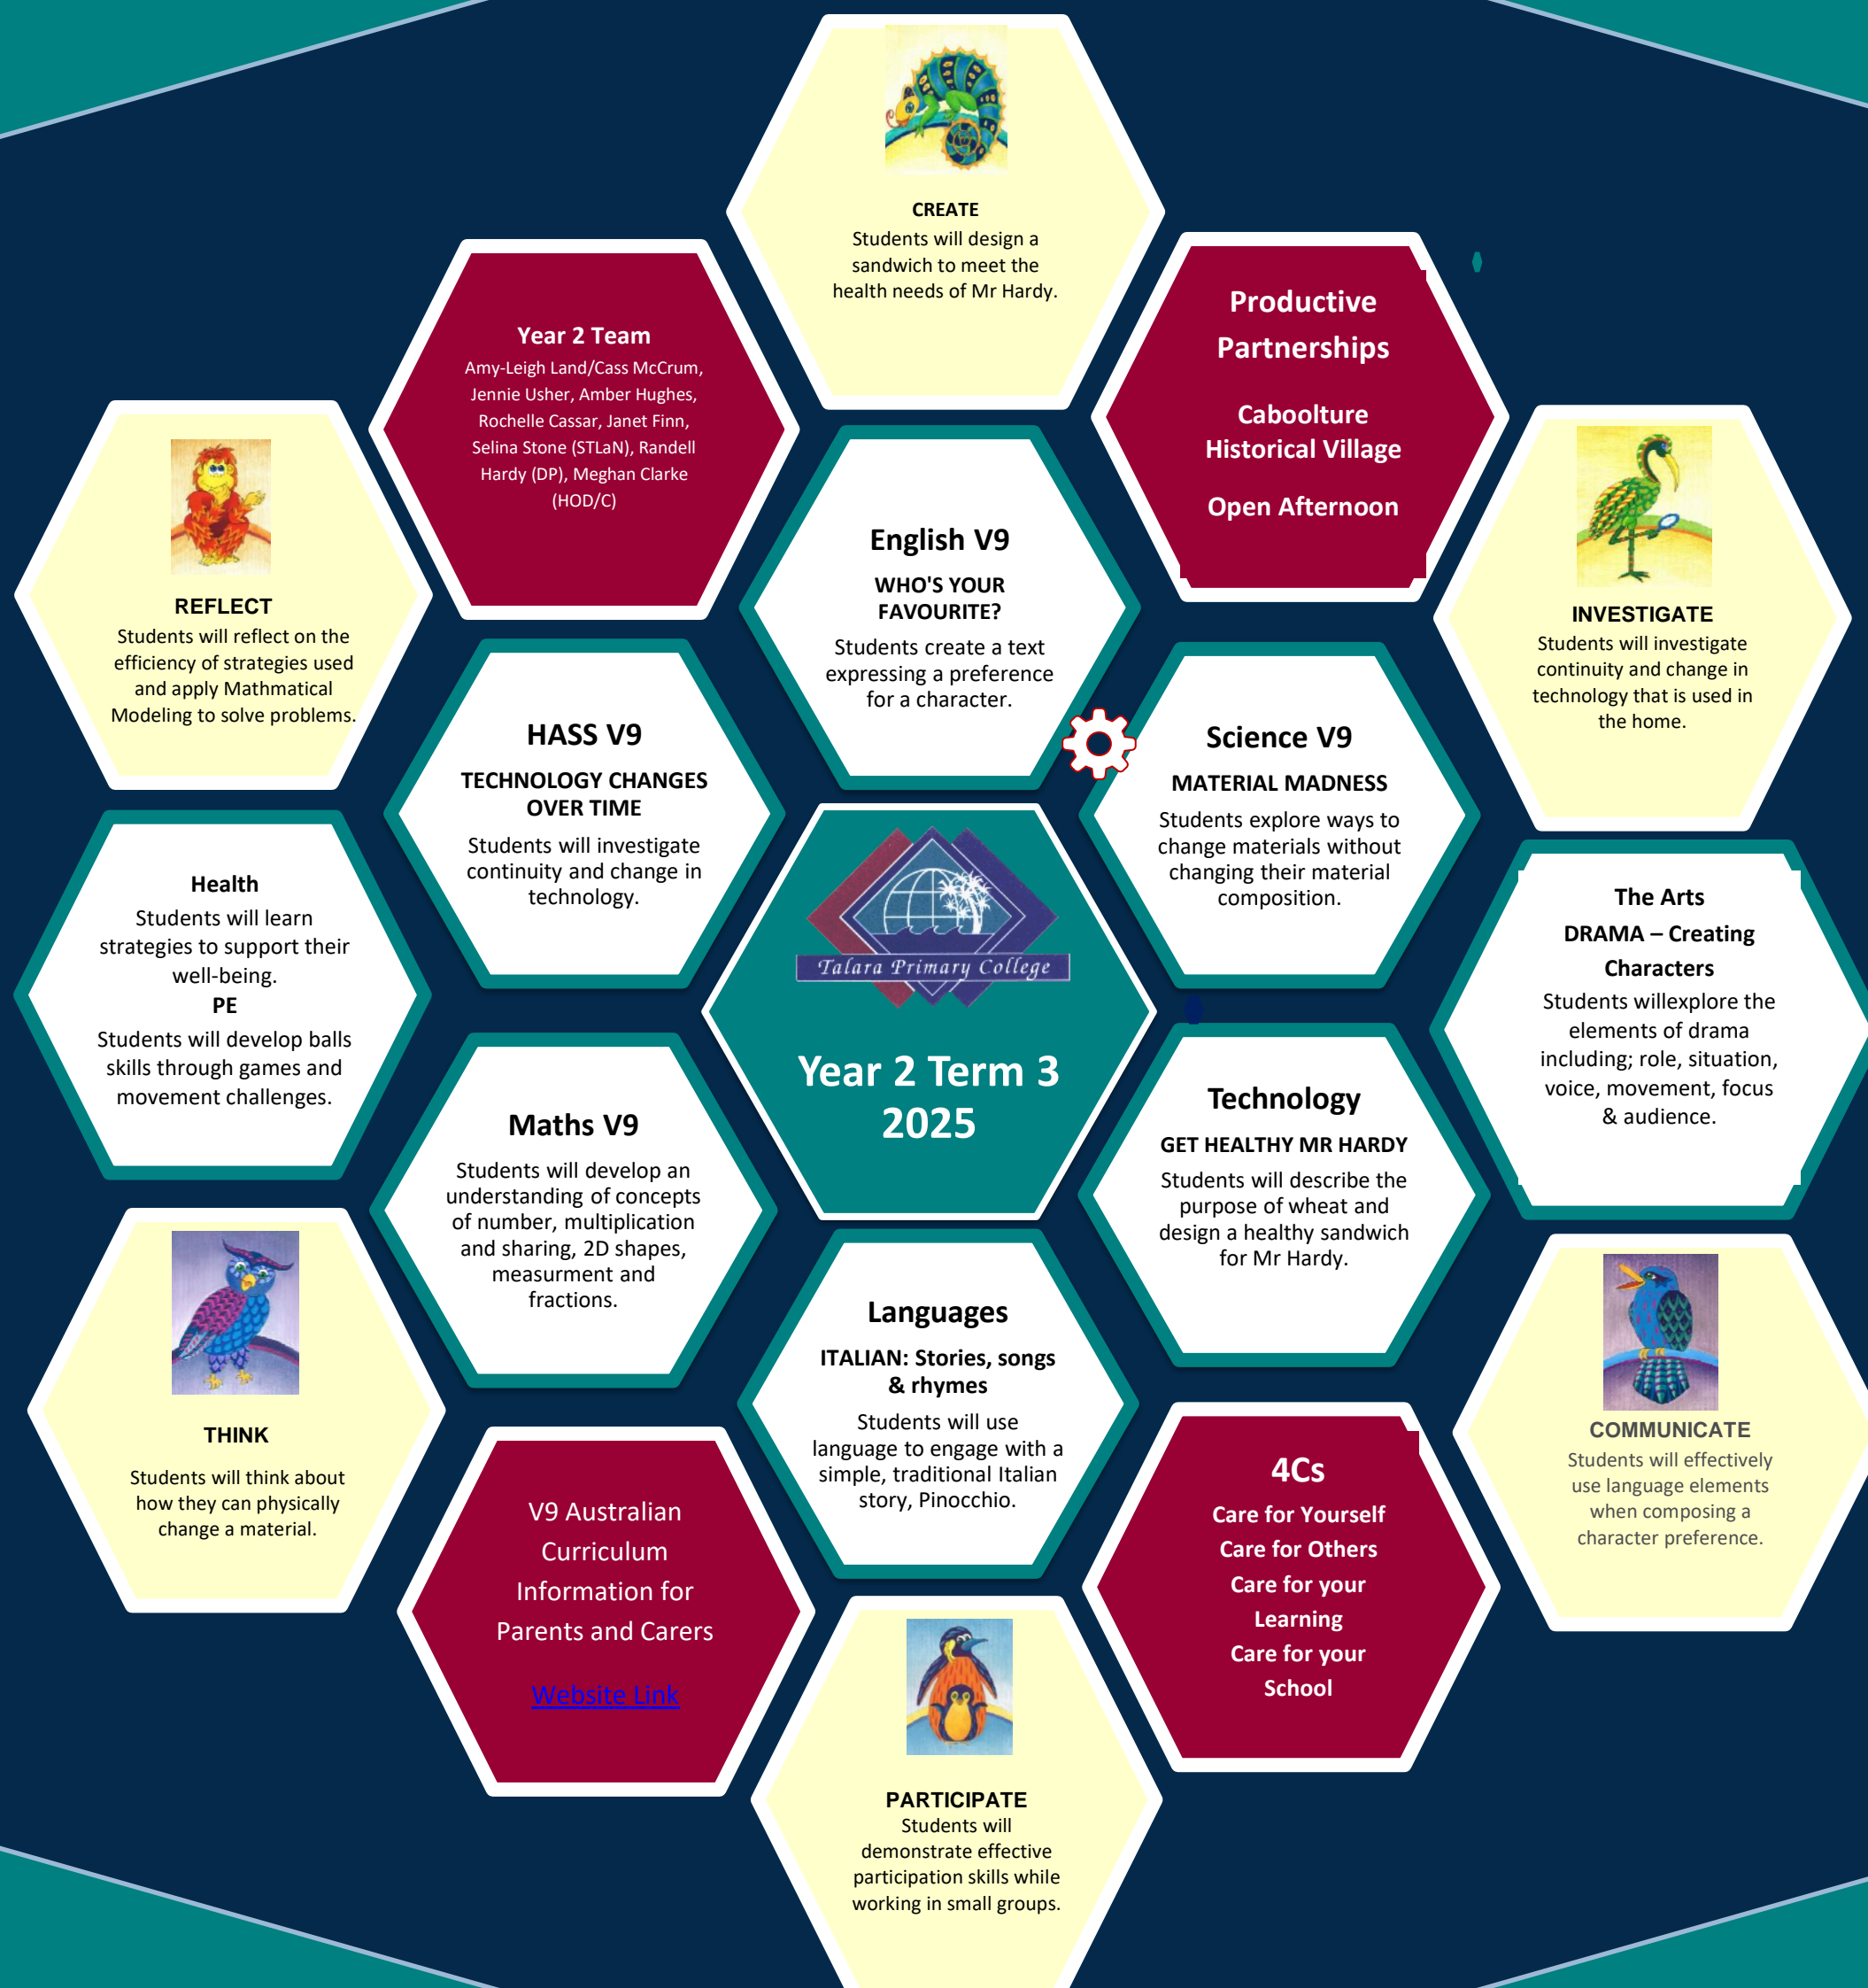 CREATE
Students will design a
sandwich to meet the
health needs of Mr Hardy.
Year 2 Team
Amy-Leigh Land/Cass McCrum,
Jennie Usher, Amber Hughes,
Rochelle Cassar, Janet Finn,
Selina Stone (STLaN), Randell
Hardy (DP), Meghan Clarke
(HOD/C)
Productive
Partnerships
Caboolture
Historical Village
Open Afternoon
REFLECT
Students will reflect on the
efficiency of strategies used
and apply Mathmatical
Modeling to solve problems.
English V9
WHO'S YOUR
FAVOURITE?
Students create a text
expressing a preference
for a character.
INVESTIGATE
Students will investigate
continuity and change in
technology that is used in
the home.
HASS V9
TECHNOLOGY CHANGES
OVER TIME
Students will investigate
continuity and change in
technology.
Science V9
MATERIAL MADNESS
Students explore ways to
change materials without
changing their material
composition.
Health
Students will learn
strategies to support their
well-being.
PE
Students will develop balls
skills through games and
movement challenges.
Talara Primary College
Year 2 Term 3
2025
The Arts
DRAMA – Creating
Characters
Students willexplore the
elements of drama
including; role, situation,
voice, movement, focus
& audience.
Maths V9
Students will develop an
understanding of concepts
of number, multiplication
and sharing, 2D shapes,
measurment and
fractions.
Technology
GET HEALTHY MR HARDY
Students will describe the
purpose of wheat and
design a healthy sandwich
for Mr Hardy.
THINK
Students will think about
how they can physically
change a material.
Languages
ITALIAN: Stories, songs
& rhymes
Students will use
language to engage with a
simple, traditional Italian
story, Pinocchio.
COMMUNICATE
Students will effectively
use language elements
when composing a
character preference.
V9 Australian
Curriculum
Information for
Parents and Carers
Website Link
4Cs
Care for Yourself
Care for Others
Care for your
Learning
Care for your
School
PARTICIPATE
Students will
demonstrate effective
participation skills while
working in small groups.